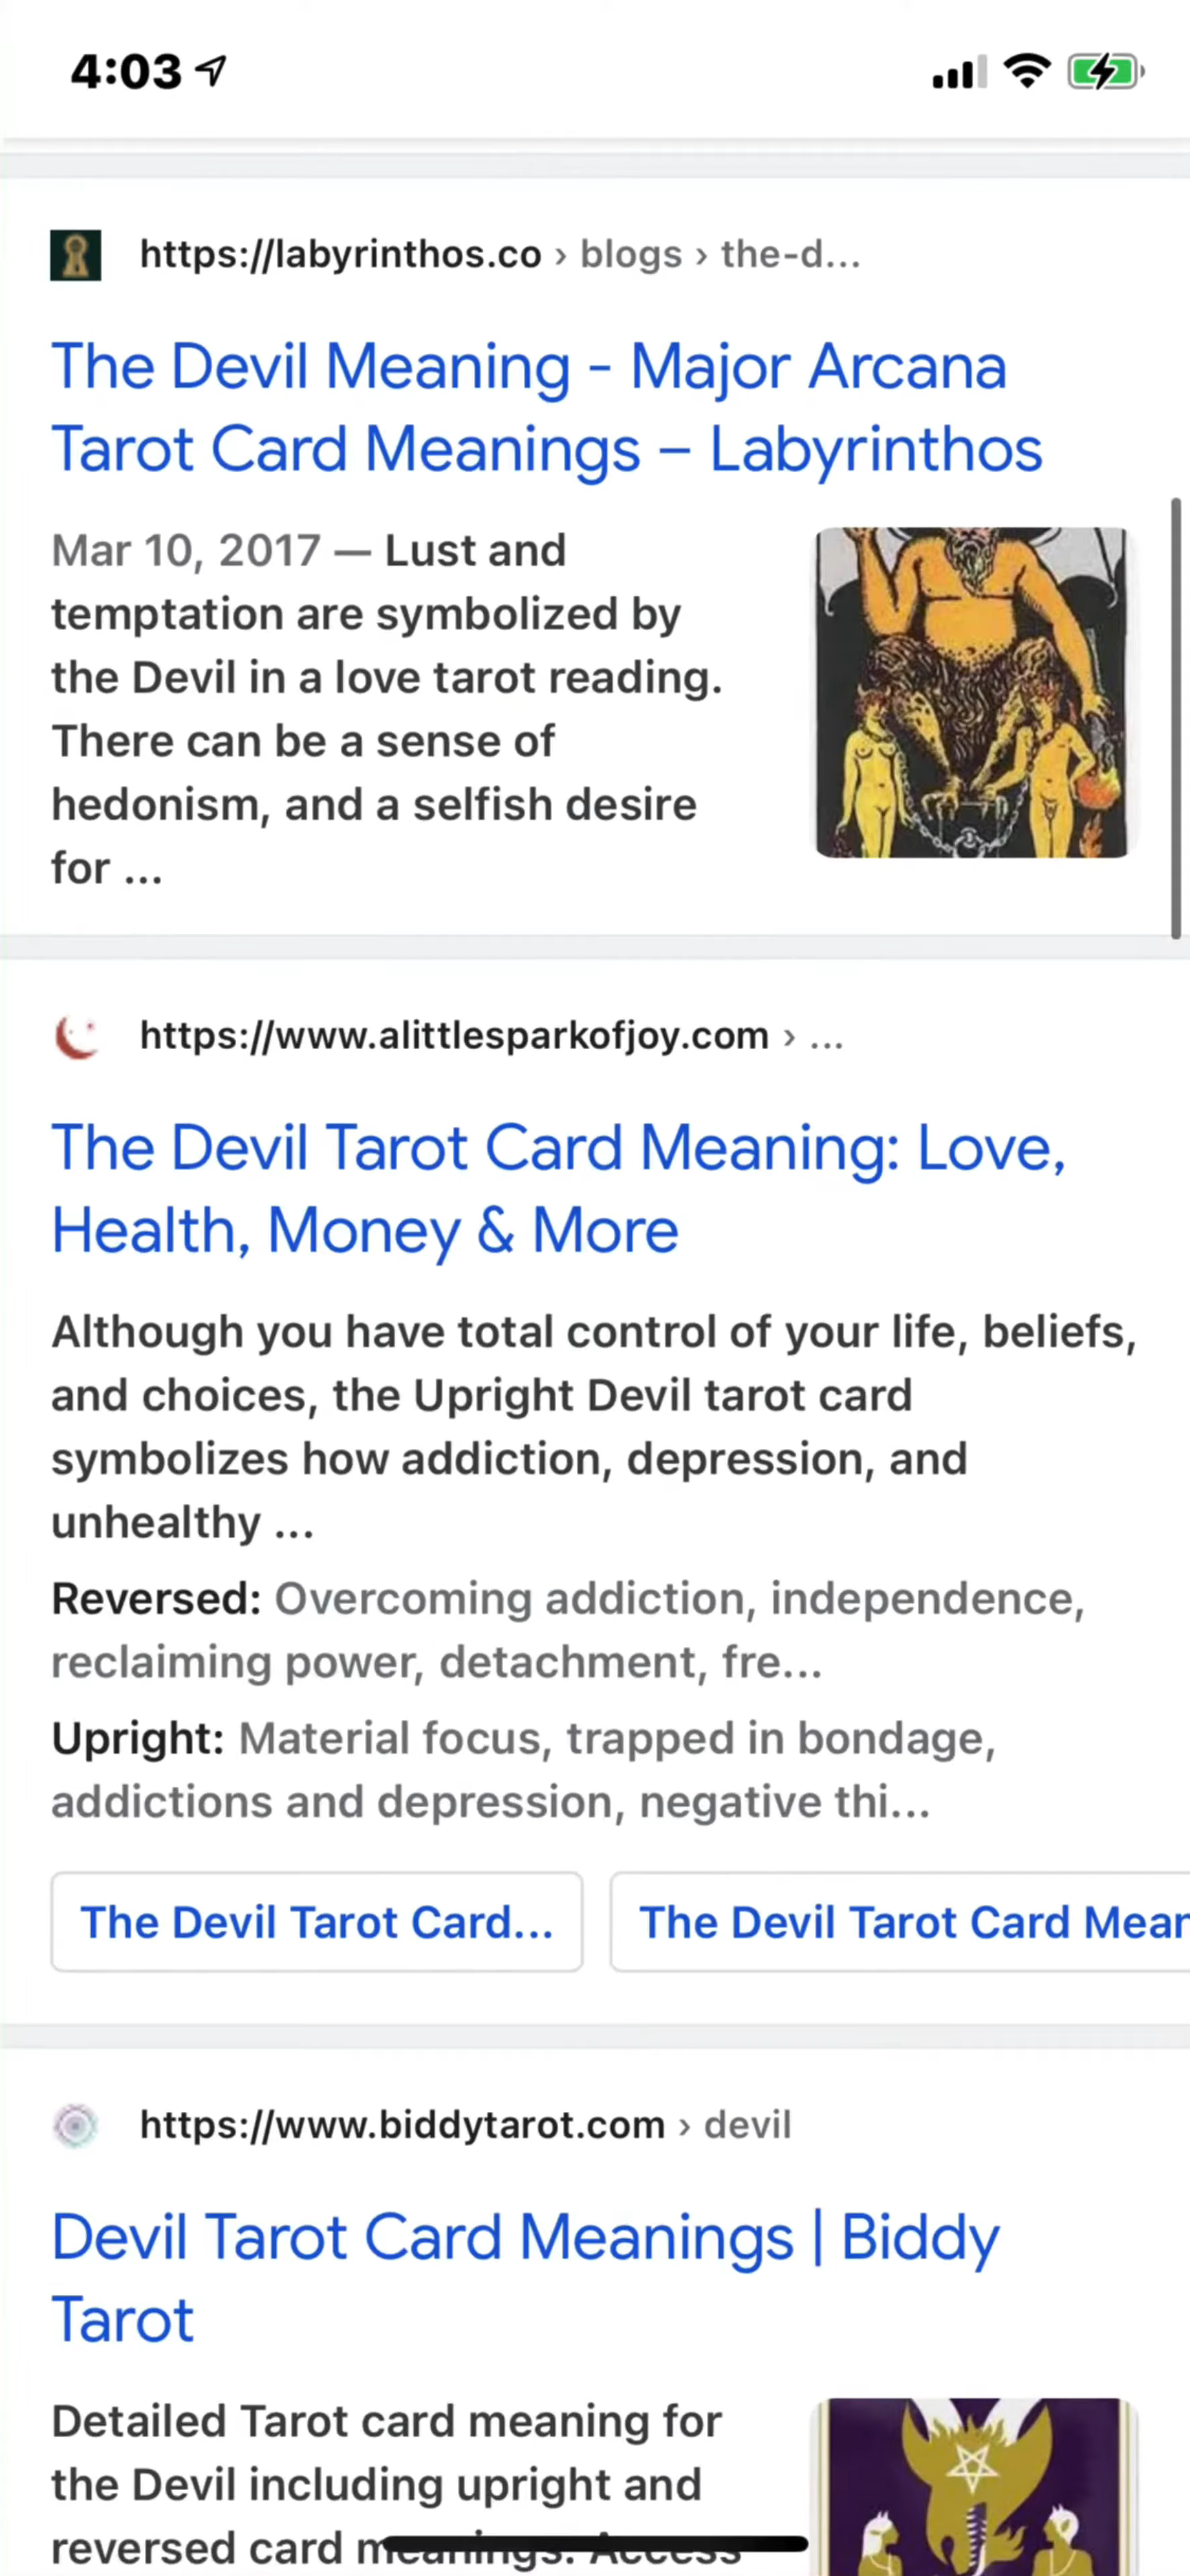 4:03
https://labyrinthos.co › blogs › the-d...
The Devil Meaning - Major Arcana
Tarot Card Meanings – Labyrinthos
Mar 10, 2017 — Lust and
temptation are symbolized by
the Devil in a love tarot reading.
There can be a sense of
hedonism, and a selfish desire
for ...
https://www.alittlesparkofjoy.com › ...
The Devil Tarot Card Meaning: Love,
Health, Money & More
Although you have total control of your life, beliefs,
and choices, the Upright Devil tarot card
symbolizes how addiction, depression, and
unhealthy ...
Reversed: Overcoming addiction, independence,
reclaiming power, detachment, fre...
Upright: Material focus, trapped in bondage,
addictions and depression, negative thi...
The Devil Tarot Card...
The Devil Tarot Card Mean
https://www.biddytarot.com › devil
Devil Tarot Card Meanings | Biddy
Tarot
Detailed Tarot card meaning for
the Devil including upright and
reversed card meanings. Access